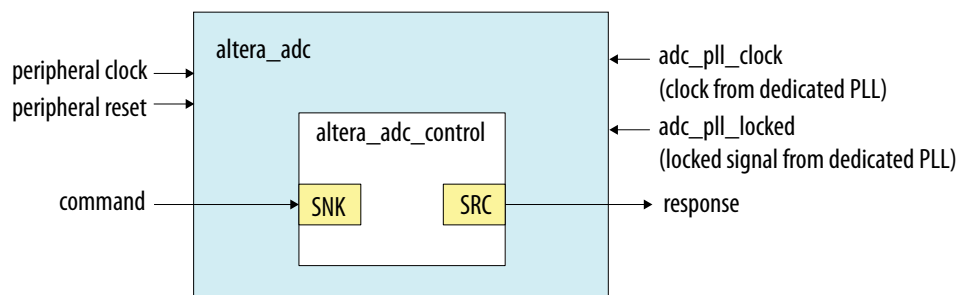 altera_adc
peripheral clock
peripheral reset
adc_pll_clock
(clock from dedicated PLL)
adc_pll_locked
(locked signal from dedicated PLL)
altera_adc_control
command
SNK
SRC
response